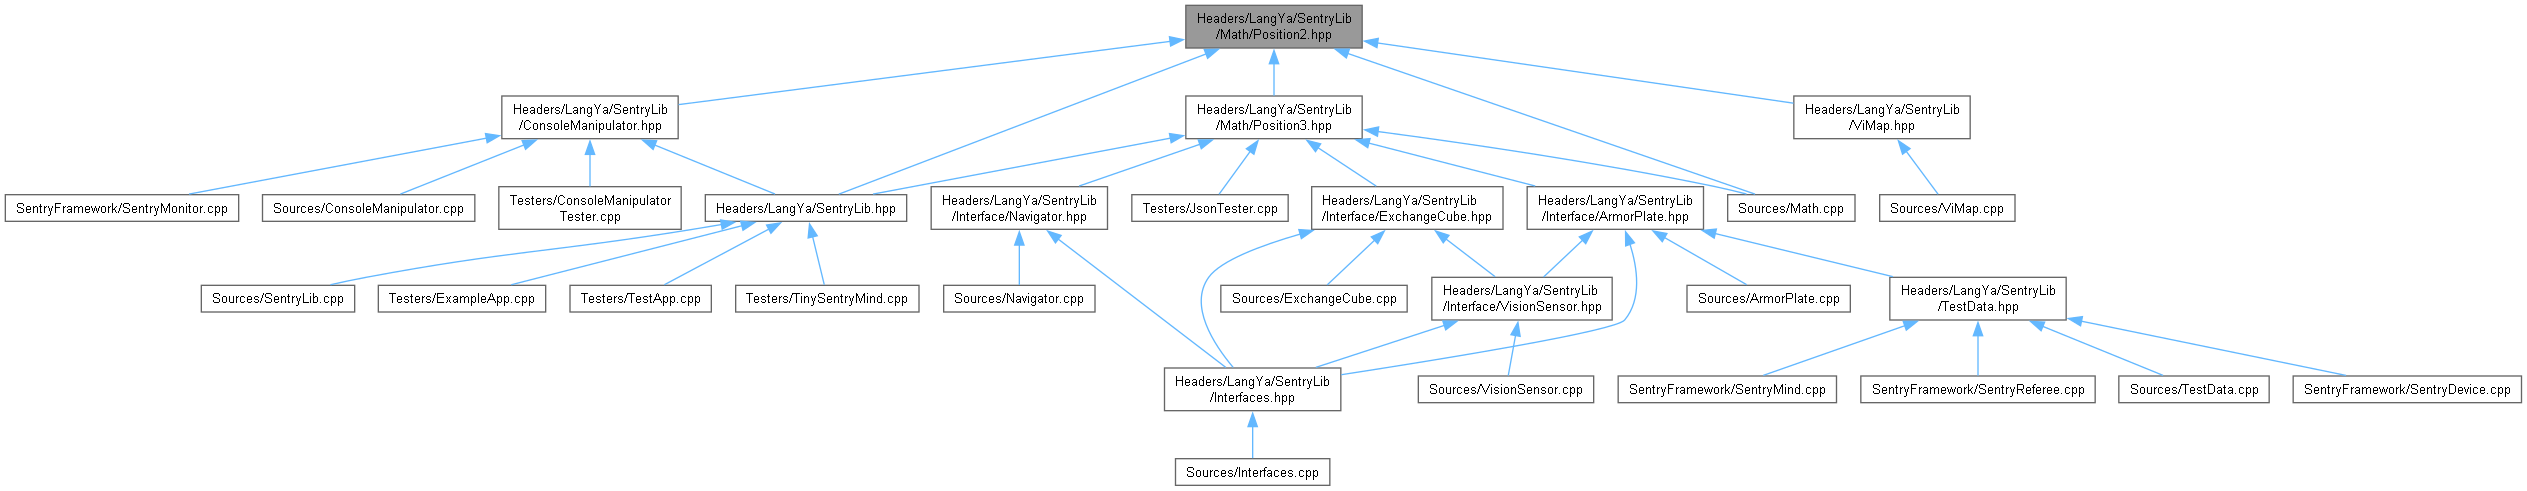 Headers/LangYa/SentryLib
/Math/Position2.hpp
Headers/LangYa/SentryLib
/ConsoleManipulator.hpp
Headers/LangYa/SentryLib
/Math/Position3.hpp
Headers/LangYa/SentryLib
/ViMap.hpp
SentryFramework/SentryMonitor.cpp
Sources/ConsoleManipulator.cpp
Testers/ConsoleManipulator
Tester.cpp
Headers/LangYa/SentryLib.hpp
Headers/LangYa/SentryLib
/Interface/Navigator.hpp
Testers/JsonTester.cpp
Headers/LangYa/SentryLib
/Interface/ExchangeCube.hpp
Headers/LangYa/SentryLib
/Interface/ArmorPlate.hpp
Sources/Math.cpp
Sources/ViMap.cpp
Sources/SentryLib.cpp
Testers/ExampleApp.cpp
Testers/TestApp.cpp
Testers/TinySentryMind.cpp
Sources/Navigator.cpp
Sources/ExchangeCube.cpp
Headers/LangYa/SentryLib
/Interface/VisionSensor.hpp
Sources/ArmorPlate.cpp
Headers/LangYa/SentryLib
/TestData.hpp
Headers/LangYa/SentryLib
/Interfaces.hpp
Sources/VisionSensor.cpp
SentryFramework/SentryMind.cpp
SentryFramework/SentryReferee.cpp
Sources/TestData.cpp
SentryFramework/SentryDevice.cpp
Sources/Interfaces.cpp